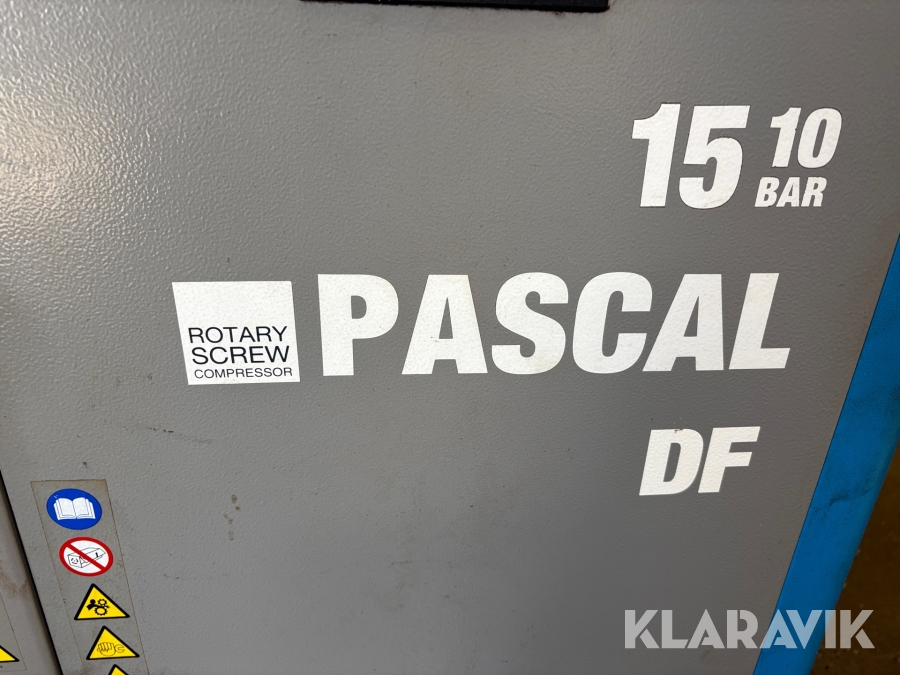 15 10
BAR
ROTARY
SCREW
COMPRESSOR
PASCAL
DF
KLARAVIK